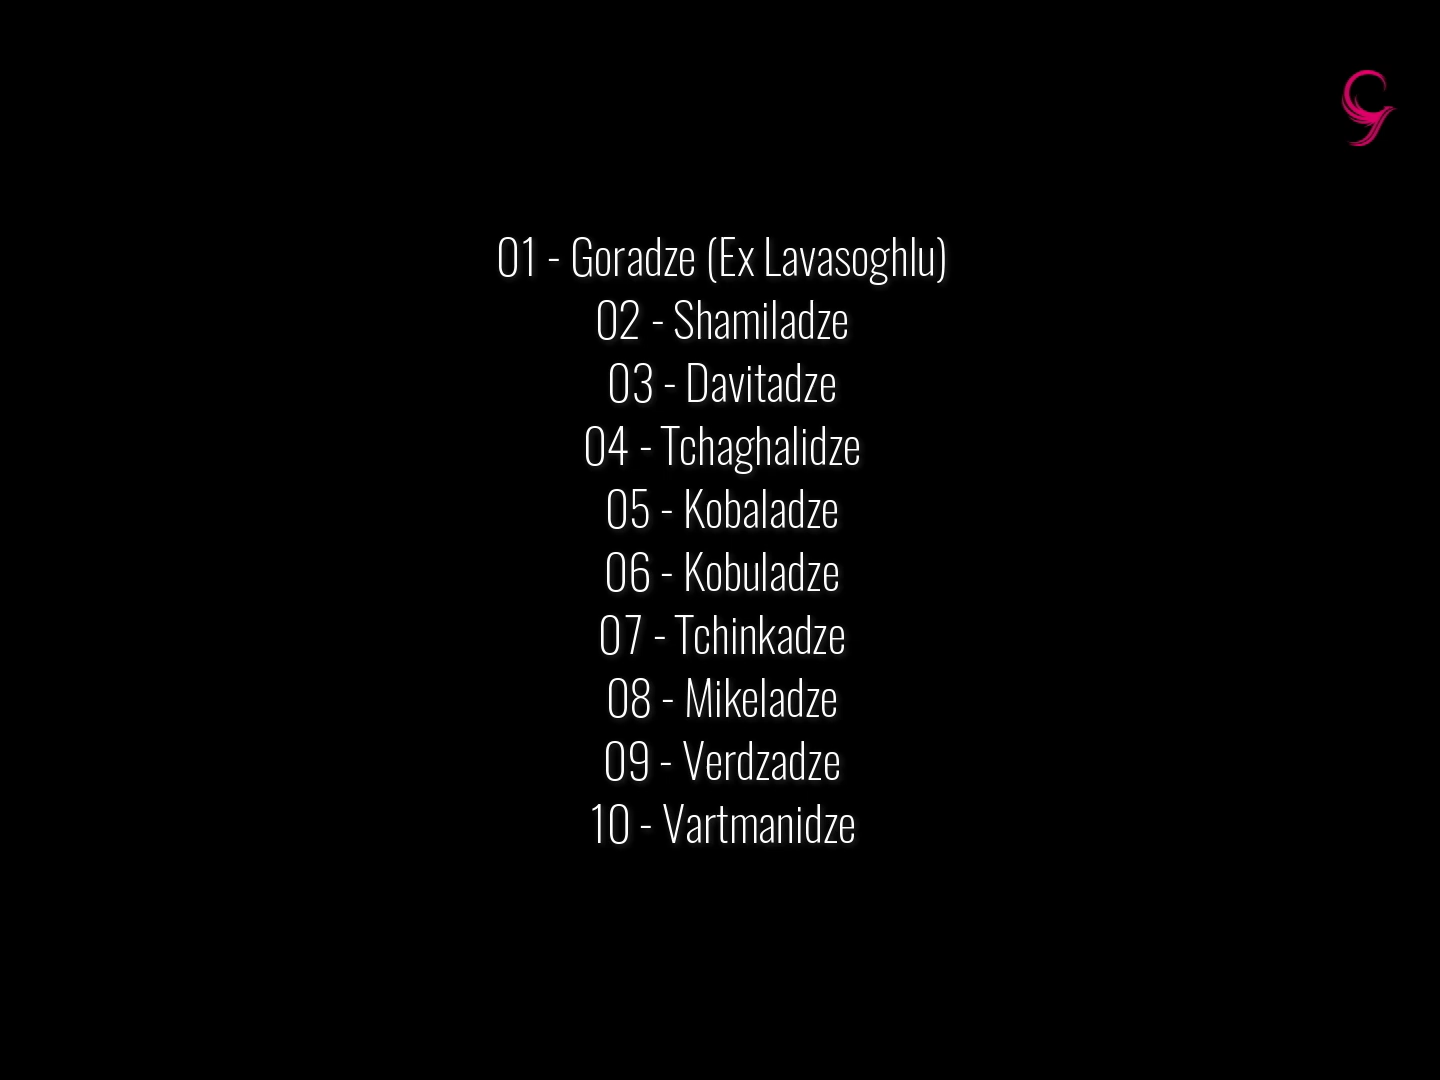 01 - Goradze (Ex Lavasoghlu)
02 - Shamiladze
03 - Davitadze
04 - Tchaghalidze
05 - Kobaladze
06 - Kobuladze
07 - Tchinkadze
08 - Mikeladze
09 - Verdzadze
10 - Vartmanidze